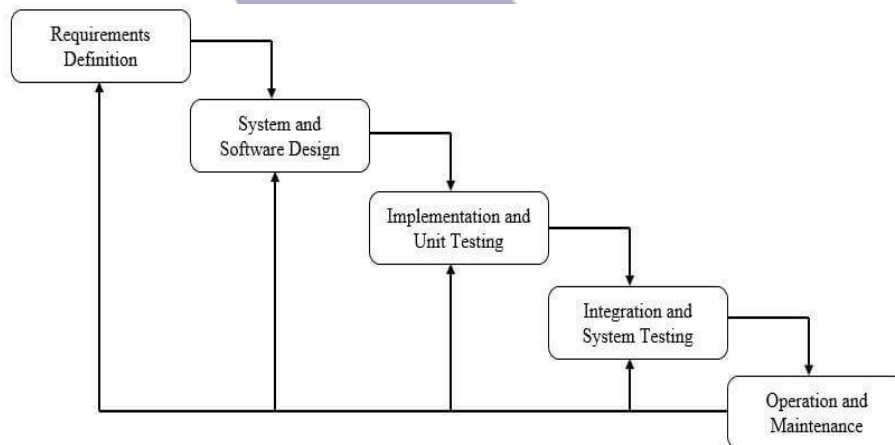 Requirements
Definition
System and
Software Design
Implementation and
Unit Testing
Integration and
System Testing
Operation and
Maintenance